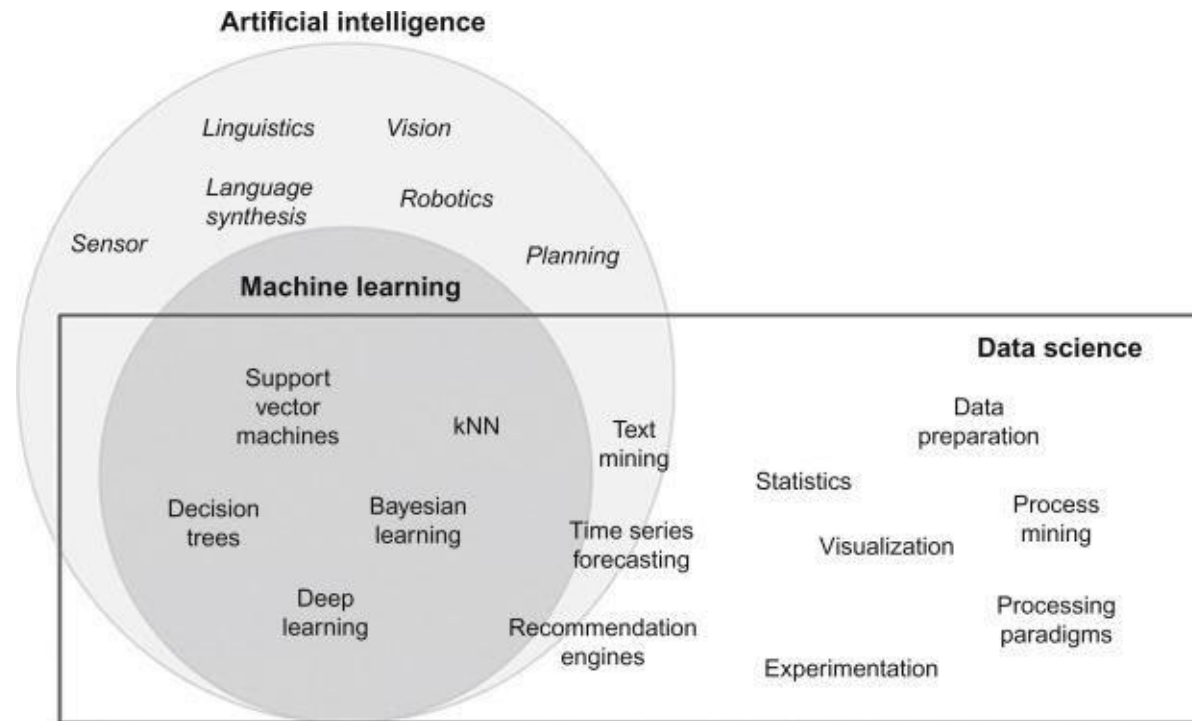 Artificial intelligence
Linguistics
Vision
Language
synthesis
Robotics
Sensor
Planning
Machine learning
Data science
Support
vector
machines
kNN
Text
mining
Data
preparation
Statistics
Decision
trees
Bayesian
learning
Time series
forecasting
Visualization
Process
mining
Deep
learning
Recommendation
engines
Processing
paradigms
Experimentation